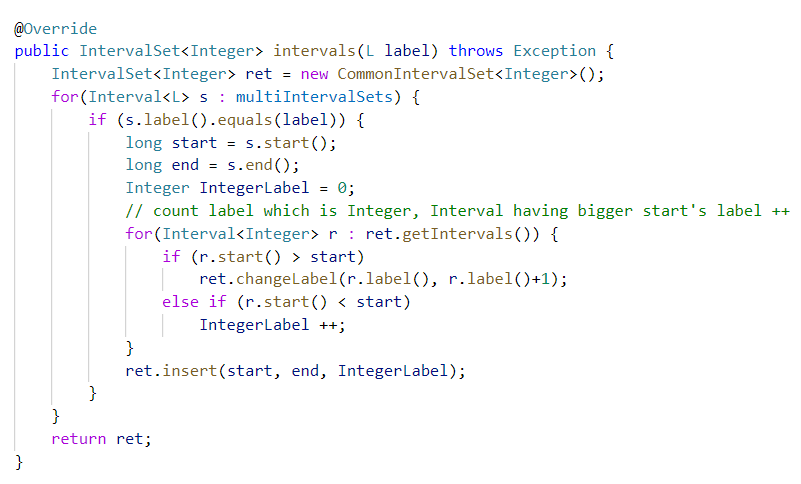 @Override
public IntervalSet<Integer> intervals(L label) throws Exception {
    IntervalSet<Integer> ret = new CommonIntervalSet<Integer>();
    for(Interval<L> s : multiIntervalSets) {
        if (s.label().equals(label)) {
            long start = s.start();
            long end = s.end();
            Integer IntegerLabel = 0;
            // count label which is Integer, Interval having bigger start's label ++
            for(Interval<Integer> r : ret.getIntervals()) {
                if (r.start() > start)
                    ret.changeLabel(r.label(), r.label()+1);
                else if (r.start() < start)
                    IntegerLabel ++;
            }
            ret.insert(start, end, IntegerLabel);
        }
    }
    return ret;
}